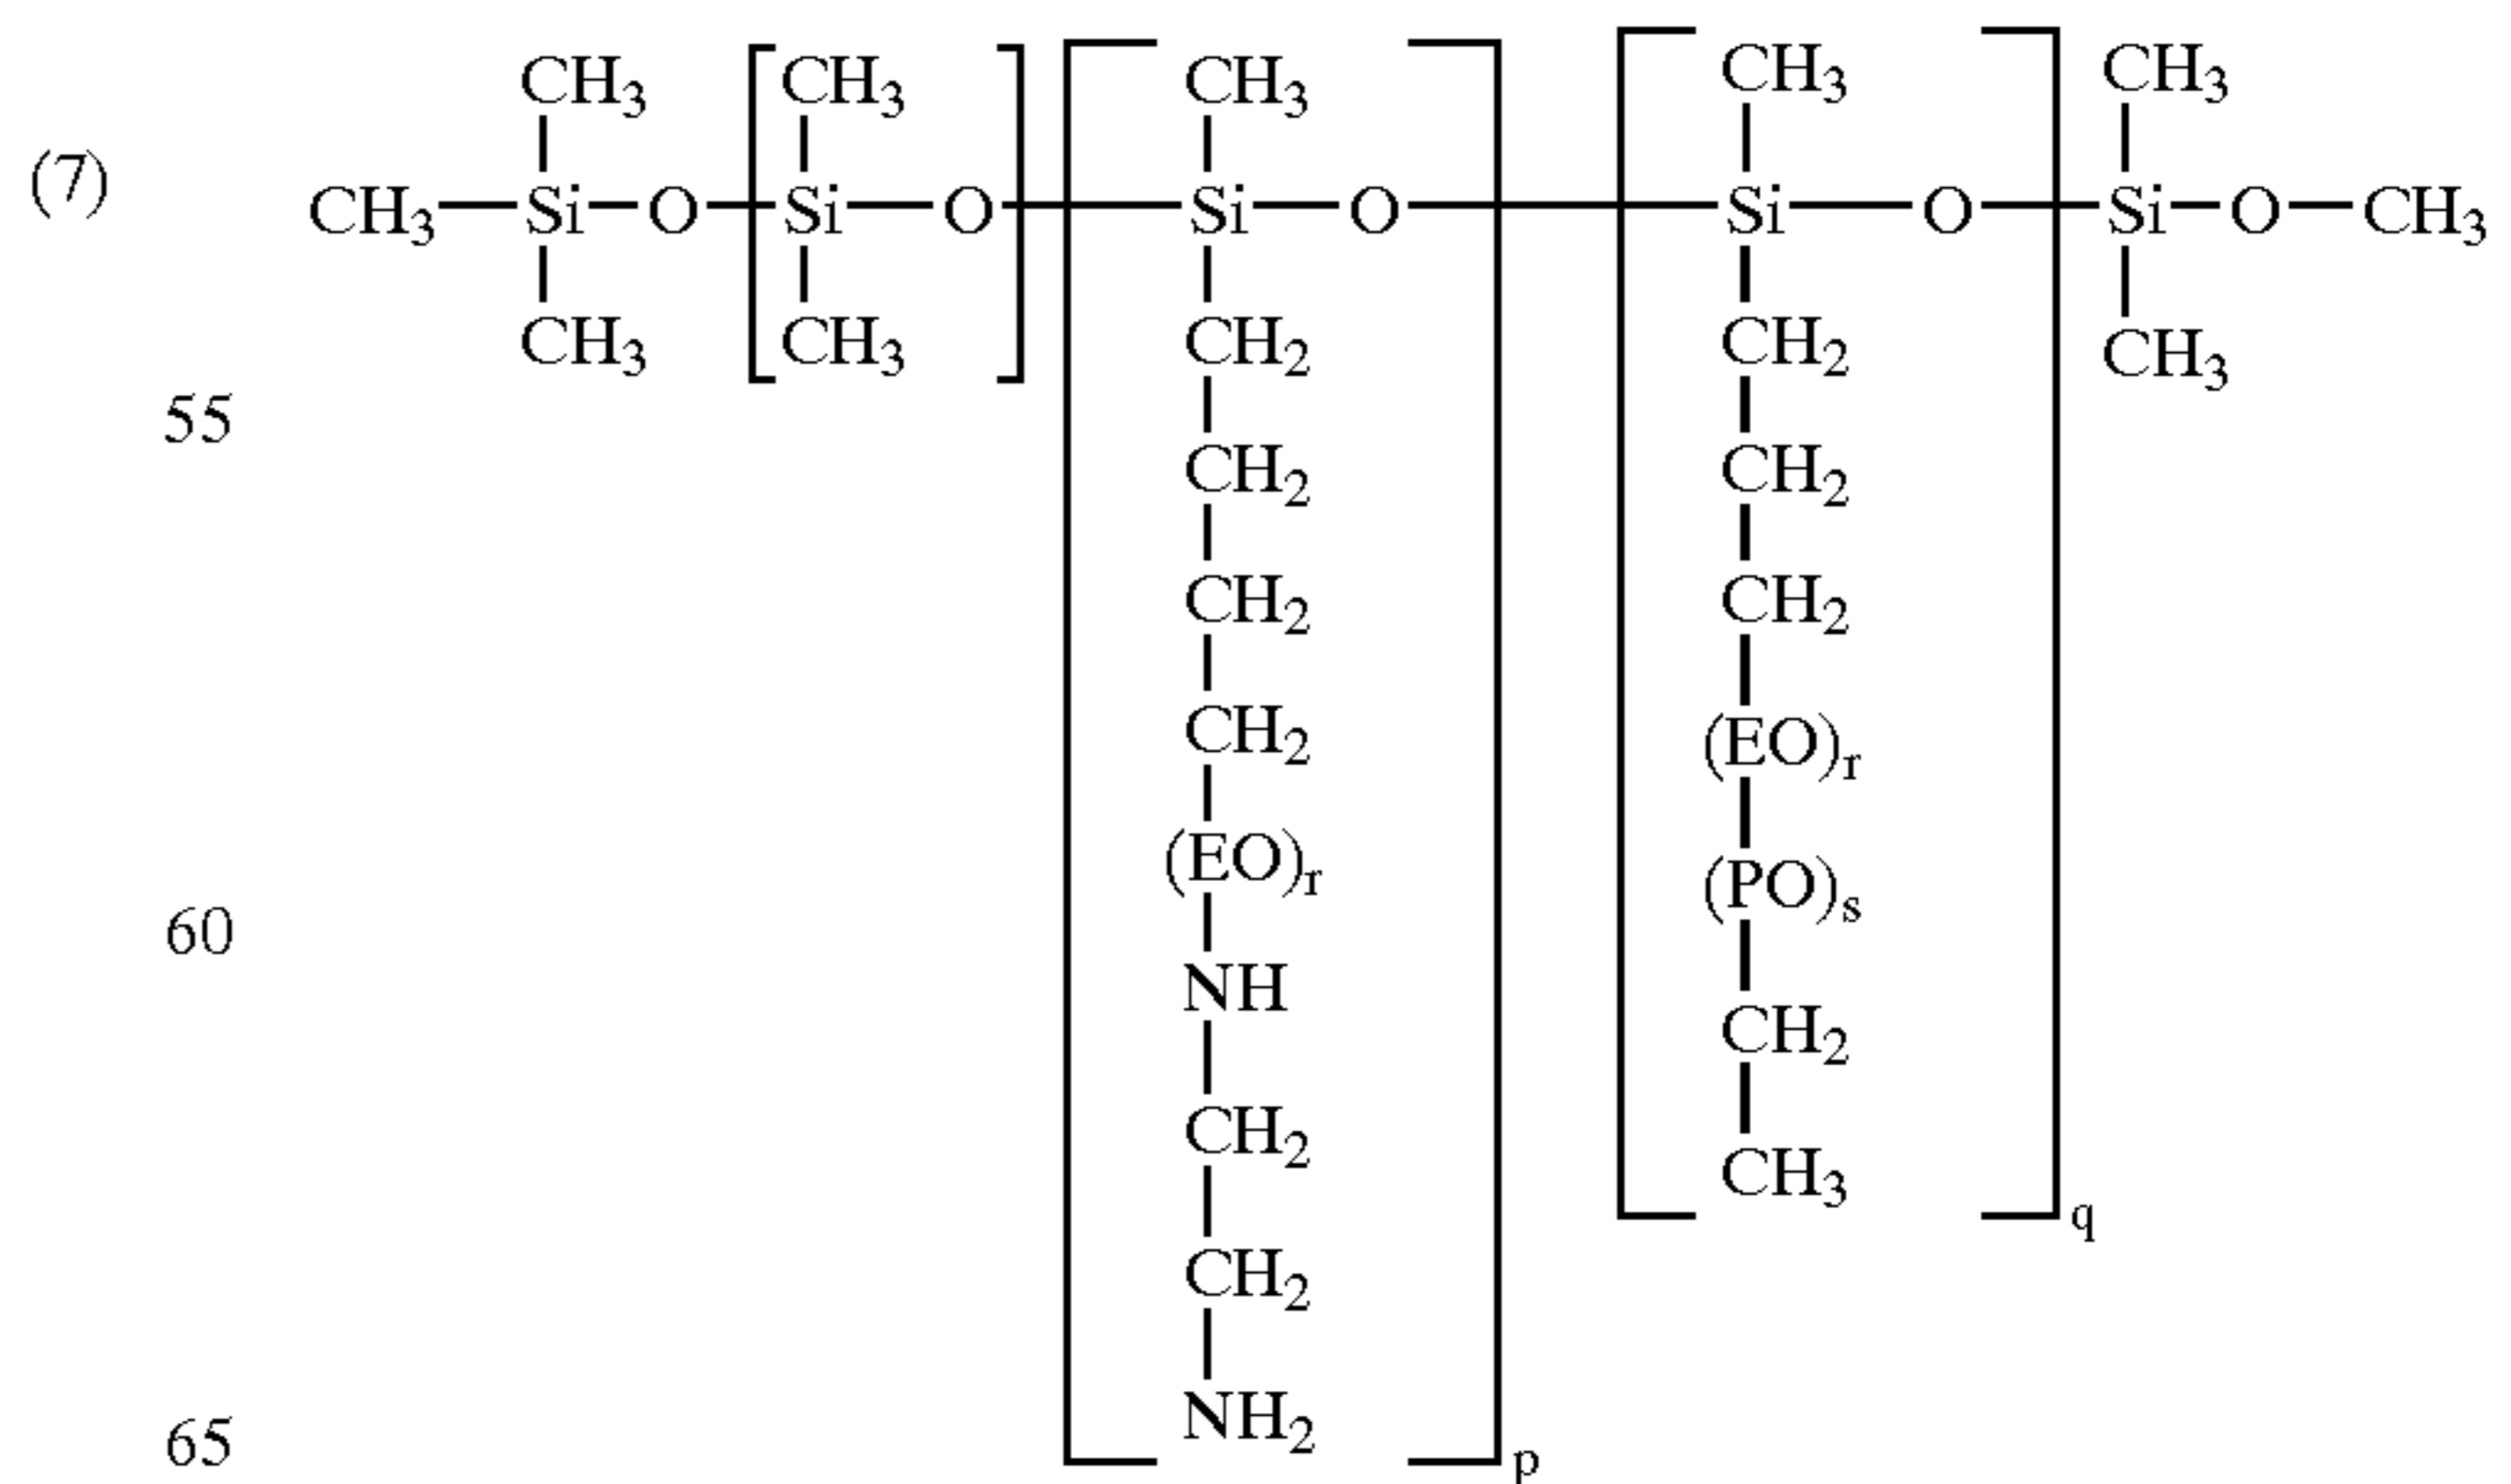 CH3 CH3 CH3 CH3 CH3
(7) CH3—Si—O—[Si—O]—[Si—O]—[Si—O]—Si—O—CH3
CH3 CH3 CH2 CH2 CH3
55
CH2 CH2
CH2 CH2
CH2 (EO)r
(EO)r (PO)s
60
NH CH2
CH2 CH3
q
CH2
65 NH2
p